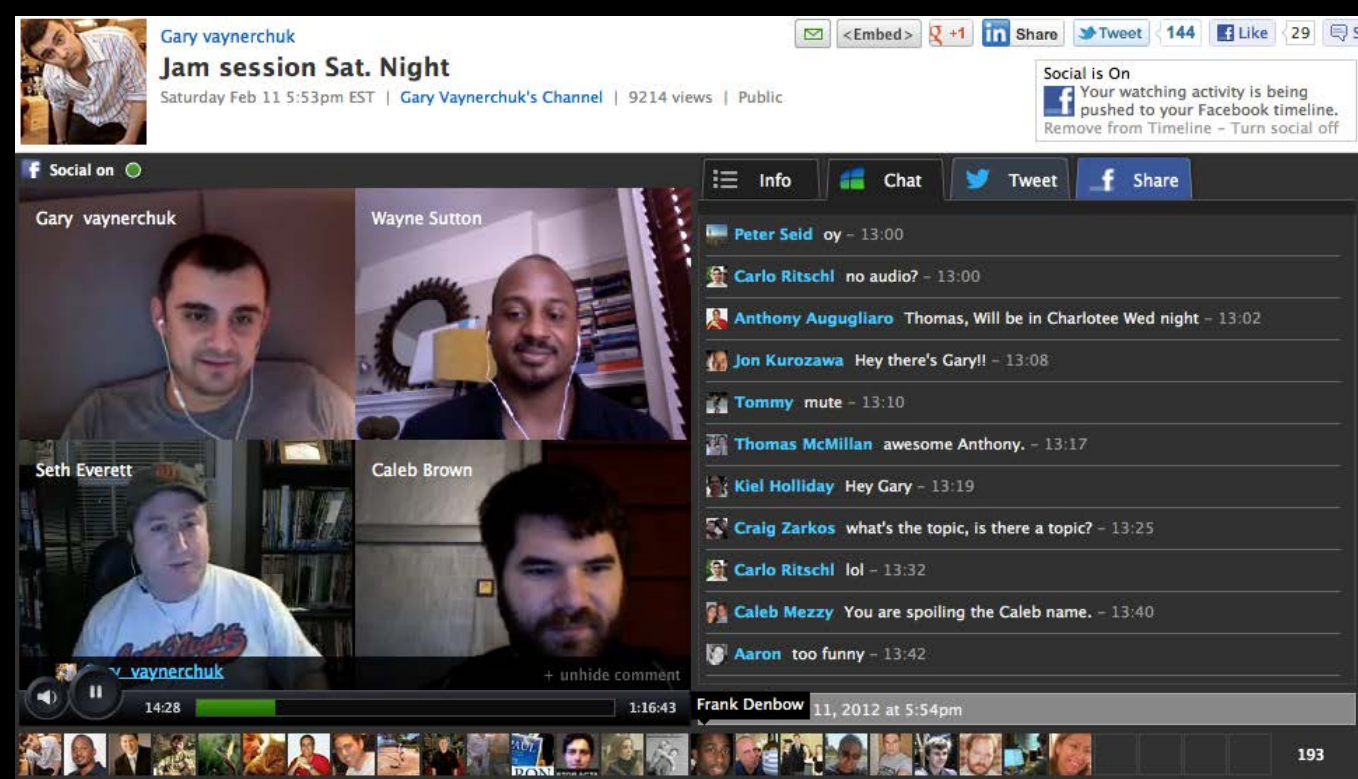 Gary vaynerchuk
Jam session Sat. Night
Saturday Feb 11 5:53pm EST | Gary Vaynerchuk's Channel | 9214 views | Public
<Embed> +1 in Share Tweet 144 Like 29 S
Social is On
Your watching activity is being
pushed to your Facebook timeline.
Remove from Timeline – Turn social off
Social on
Info Chat Tweet Share
Gary vaynerchuk
Wayne Sutton
Seth Everett
Caleb Brown
vaynerchuk
+ unhide comment
14:28 1:16:43
Peter Seid oy – 13:00
Carlo Ritschl no audio? – 13:00
Anthony Augugliaro Thomas, Will be in Charlotee Wed night – 13:02
Jon Kurozawa Hey there's Gary!! – 13:08
Tommy mute – 13:10
Thomas McMillan awesome Anthony. – 13:17
Kiel Holliday Hey Gary – 13:19
Craig Zarkos what's the topic, is there a topic? – 13:25
Carlo Ritschl lol – 13:32
Caleb Mezzy You are spoiling the Caleb name. – 13:40
Aaron too funny – 13:42
Frank Denbow 11, 2012 at 5:54pm
193